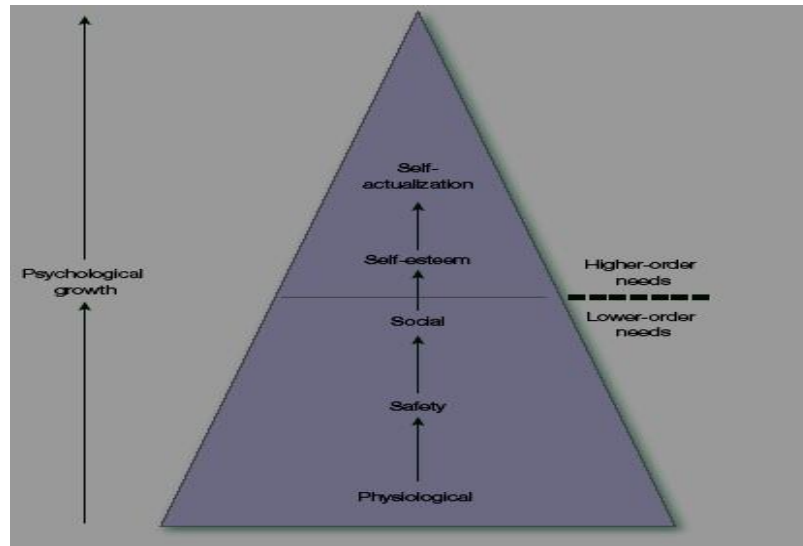 Self-
actualization
Self-esteem
Psychological
growth
Higher-order
needs
Social
Lower-order
needs
Safety
Physiological